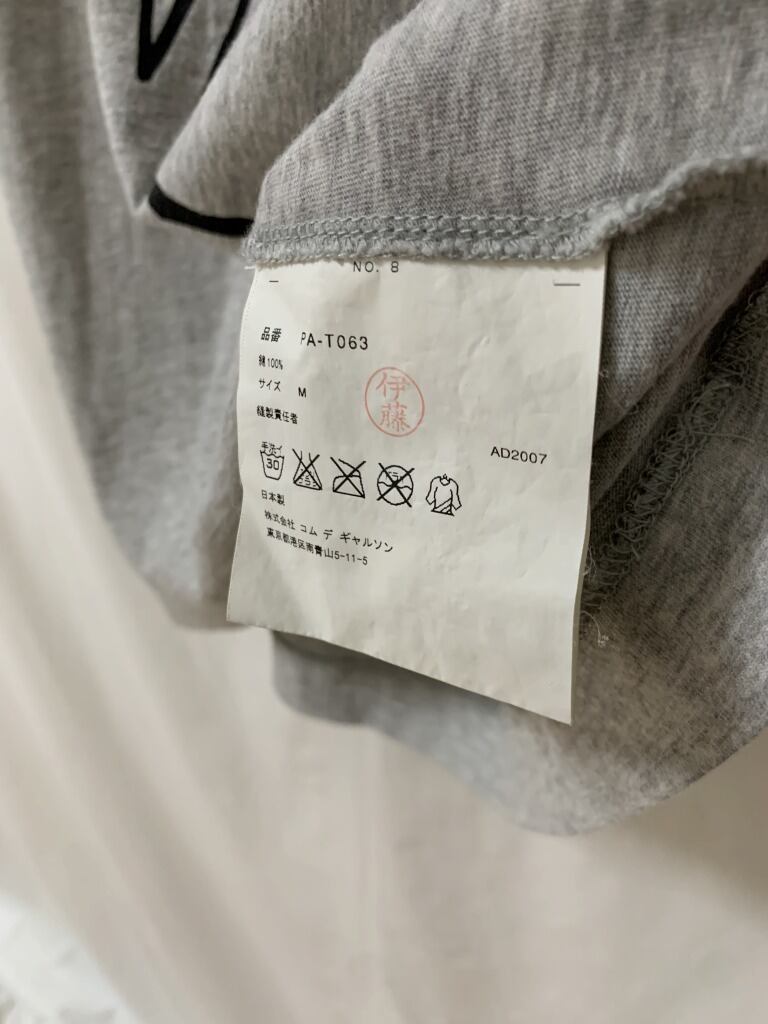 NO. 8
品番 PA-T063
綿100%
サイズ M
縫製責任者
伊藤
AD2007
手洗イ
30
日本製
株式会社 コム デ ギャルソン
東京都港区南青山5-11-5